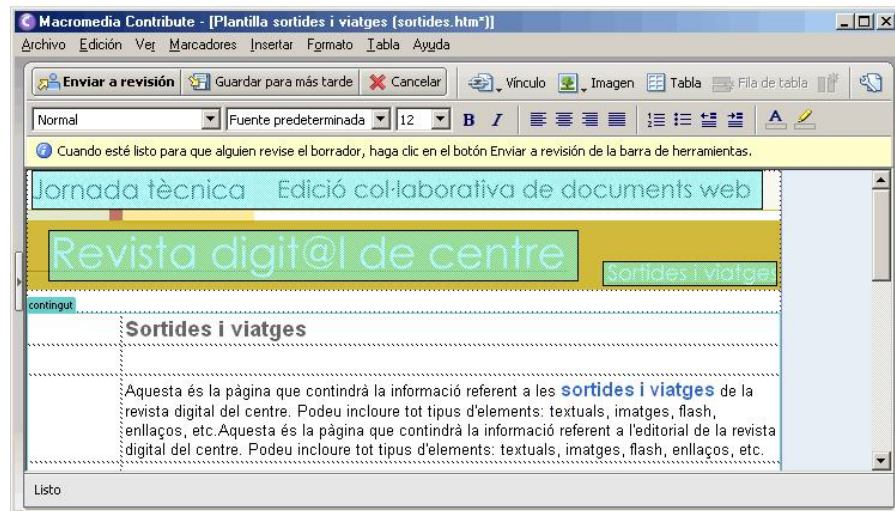 Macromedia Contribute - [Plantilla sortides i viatges (sortides.htm*)]
Archivo Edición Ver Marcadores Insertar Formato Tabla Ayuda
Enviar a revisión Guardar para más tarde Cancelar Vínculo Imagen Tabla Fila de tabla
Normal Fuente predeterminada 12 B I A
Cuando esté listo para que alguien revise el borrador, haga clic en el botón Enviar a revisión de la barra de herramientas.
Jornada tècnica Edició col·laborativa de documents web
Revista digit@l de centre
Sortides i viatges
contingut
Sortides i viatges
Aquesta és la pàgina que contindrà la informació referent a les sortides i viatges de la
revista digital del centre. Podeu incloure tot tipus d'elements: textuals, imatges, flash,
enllaços, etc.Aquesta és la pàgina que contindrà la informació referent a l'editorial de la revista
digital del centre. Podeu incloure tot tipus d'elements: textuals, imatges, flash, enllaços, etc.
Listo